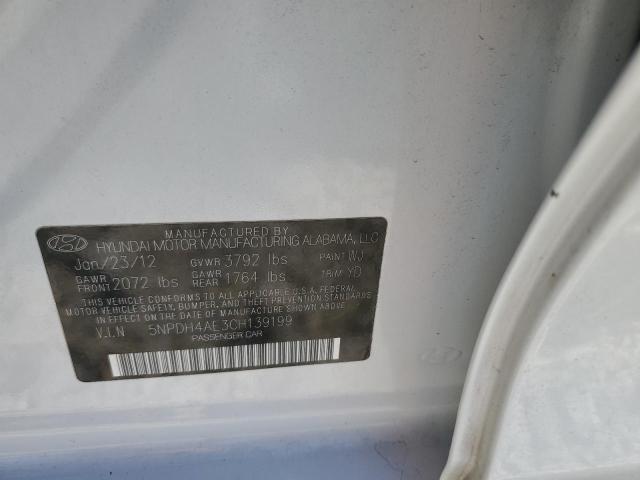 MANUFACTURED BY
HYUNDAI MOTOR MANUFACTURING ALABAMA, LLC
Jan/23/12 GVWR 3792 lbs PAINT WJ
GAWR FRONT 2072 lbs GAWR REAR 1764 lbs TRIM YD
THIS VEHICLE CONFORMS TO ALL APPLICABLE U.S.A. FEDERAL
MOTOR VEHICLE SAFETY, BUMPER, AND THEFT PREVENTION STANDARDS
IN EFFECT ON THE DATE OF MANUFACTURE SHOWN ABOVE
V.I.N 5NPDH4AE3CH139199
PASSENGER CAR